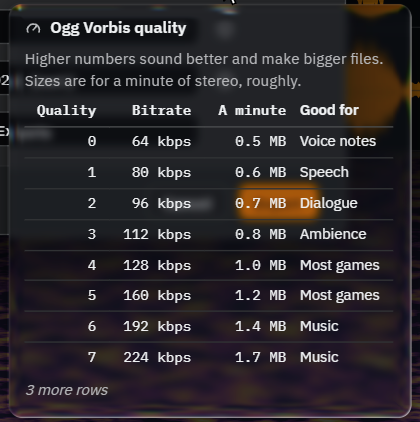 Ogg Vorbis quality
Higher numbers sound better and make bigger files.
Sizes are for a minute of stereo, roughly.
Quality Bitrate A minute Good for
0 64 kbps 0.5 MB Voice notes
1 80 kbps 0.6 MB Speech
2 96 kbps 0.7 MB Dialogue
3 112 kbps 0.8 MB Ambience
4 128 kbps 1.0 MB Most games
5 160 kbps 1.2 MB Most games
6 192 kbps 1.4 MB Music
7 224 kbps 1.7 MB Music
3 more rows